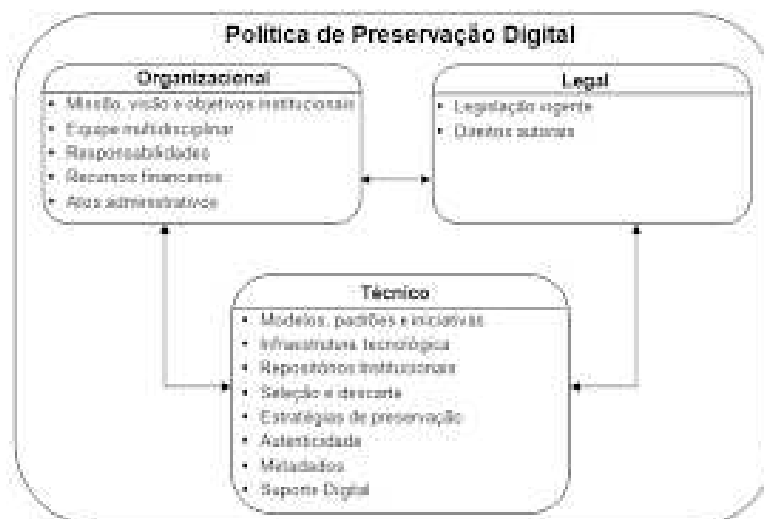 Política de Preservação Digital
Organizacional
• Missão, visão e objetivos institucionais
• Equipe multidisciplinar
• Responsabilidades
• Recursos financeiros
• Atos administrativos
Legal
• Legislação vigente
• Direitos autorais
Técnico
• Modelos, padrões e iniciativas
• Infraestrutura tecnológica
• Repositórios Institucionais
• Seleção e descarte
• Estratégias de preservação
• Autenticidade
• Metadados
• Suporte Digital